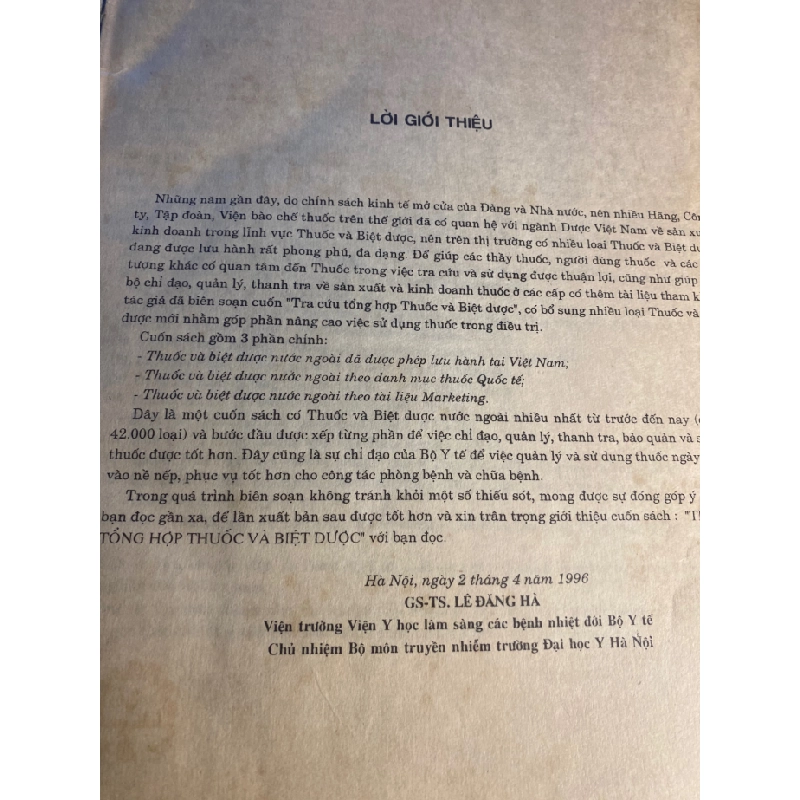 LỜI GIỚI THIỆU
Những năm gần đây, do chính sách kinh tế mở cửa của Đảng và Nhà nước, nên nhiều Hãng, Côn
ty, Tập đoàn, Viện bào chế thuốc trên thế giới đã có quan hệ với ngành Dược Việt Nam về sản xu
kinh doanh trong lĩnh vực Thuốc và Biệt dược, nên trên thị trường có nhiều loại Thuốc và Biệt dư
đang được lưu hành rất phong phú, đa dạng. Để giúp các thầy thuốc, người dùng thuốc và các
tượng khác có quan tâm đến Thuốc trong việc tra cứu và sử dụng được thuận lợi, cũng như giúp
bộ chỉ đạo, quản lý, thanh tra về sản xuất và kinh doanh thuốc ở các cấp có thêm tài liệu tham k
tác giả đã biên soạn cuốn "Tra cứu tổng hợp Thuốc và Biệt dược", có bổ sung nhiều loại Thuốc và
dược mới nhằm góp phần nâng cao việc sử dụng thuốc trong điều trị.
Cuốn sách gồm 3 phần chính:
- Thuốc và biệt dược nước ngoài đã được phép lưu hành tại Việt Nam;
- Thuốc và biệt dược nước ngoài theo danh mục thuốc Quốc tế;
- Thuốc và biệt dược nước ngoài theo tài liệu Marketing.
Đây là một cuốn sách có Thuốc và Biệt dược nước ngoài nhiều nhất từ trước đến nay (
42.000 loại) và bước đầu được xếp từng phần để việc chỉ đạo, quản lý, thanh tra, bảo quản và s
thuốc được tốt hơn. Đây cũng là sự chỉ đạo của Bộ Y tế để việc quản lý và sử dụng thuốc ngày
vào nề nếp, phục vụ tốt hơn cho công tác phòng bệnh và chữa bệnh.
Trong quá trình biên soạn không tránh khỏi một số thiếu sót, mong được sự đóng góp ý
bạn đọc gần xa, để lần xuất bản sau được tốt hơn và xin trân trọng giới thiệu cuốn sách : "T
TỔNG HỢP THUỐC VÀ BIỆT DƯỢC" với bạn đọc.
Hà Nội, ngày 2 tháng 4 năm 1996
GS-TS. LÊ ĐĂNG HÀ
Viện trưởng Viện Y học lâm sàng các bệnh nhiệt đới Bộ Y tế
Chủ nhiệm Bộ môn truyền nhiễm trường Đại học Y Hà Nội